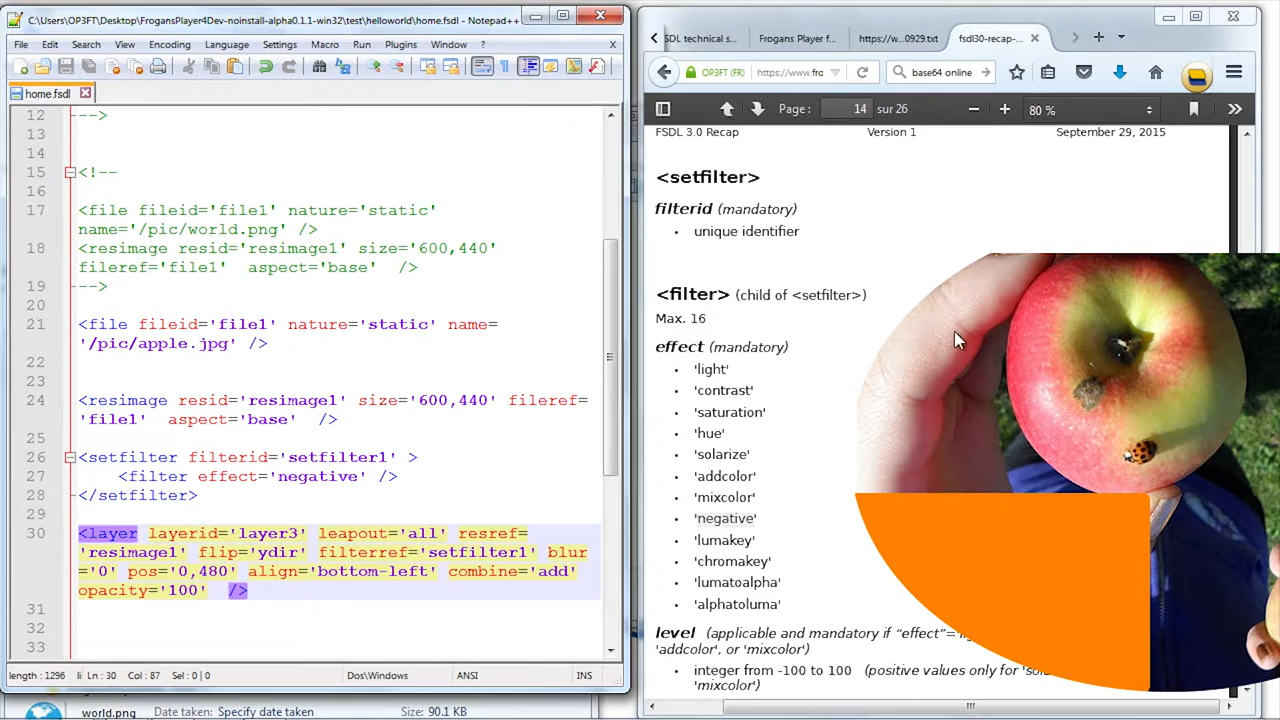 C:\Users\OP3FT\Desktop\FrogansPlayer4Dev-noinstall-alpha0.1.1-win32\test\helloworld\home.fsdl - Notepad++
File Edit Search View Encoding Language Settings Macro Run Plugins Window ? X
home.fsdl
12 -->
13
14
15 <!--
16
17 <file fileid='file1' nature='static'
name='/pic/world.png' />
18 <resimage resid='resimage1' size='600,440'
fileref='file1' aspect='base' />
19 -->
20
21 <file fileid='file1' nature='static' name=
'/pic/apple.jpg' />
22
23
24 <resimage resid='resimage1' size='600,440' fileref=
'file1' aspect='base' />
25
26 <setfilter filterid='setfilter1' >
27 <filter effect='negative' />
28 </setfilter>
29
30 <layer layerid='layer3' leapout='all' resref=
'resimage1' flip='ydir' filterref='setfilter1' blur
='0' pos='0,480' align='bottom-left' combine='add'
opacity='100' />
31
32
33
length : 1296 li Ln : 30 Col : 87 Sel : 0 | 0 Dos\Windows ANSI INS
world.png Date taken: Specify date taken Size: 90.1 KB
SDL technical s... Frogans Player f... https://w...0929.txt fsdl30-recap-...
OP3FT (FR) https://www.fro base64 online
Page : 14 sur 26 80 %
FSDL 3.0 Recap Version 1 September 29, 2015
<setfilter>
filterid (mandatory)
• unique identifier
<filter> (child of <setfilter>)
Max. 16
effect (mandatory)
• 'light'
• 'contrast'
• 'saturation'
• 'hue'
• 'solarize'
• 'addcolor'
• 'mixcolor'
• 'negative'
• 'lumakey'
• 'chromakey'
• 'lumatoalpha'
• 'alphatoluma'
level (applicable and mandatory if “effect”=
'addcolor', or 'mixcolor')
• integer from -100 to 100 (positive values only for
'mixcolor')